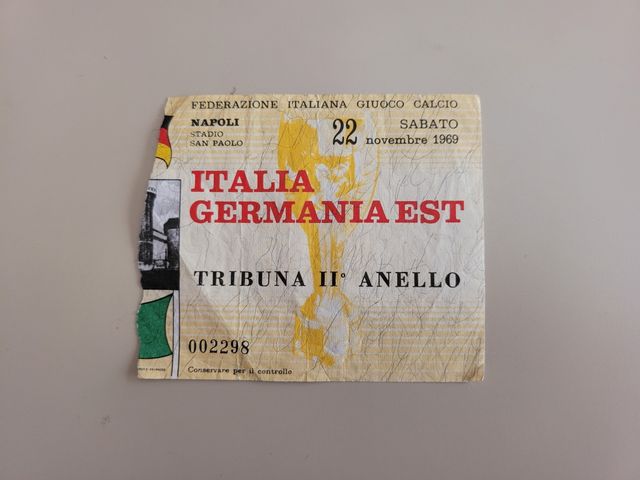 FEDERAZIONE ITALIANA GIUOCO CALCIO
NAPOLI
STADIO
SAN PAOLO
22
SABATO
novembre 1969
ITALIA
GERMANIA EST
TRIBUNA II° ANELLO
002298
Conservare per il controllo